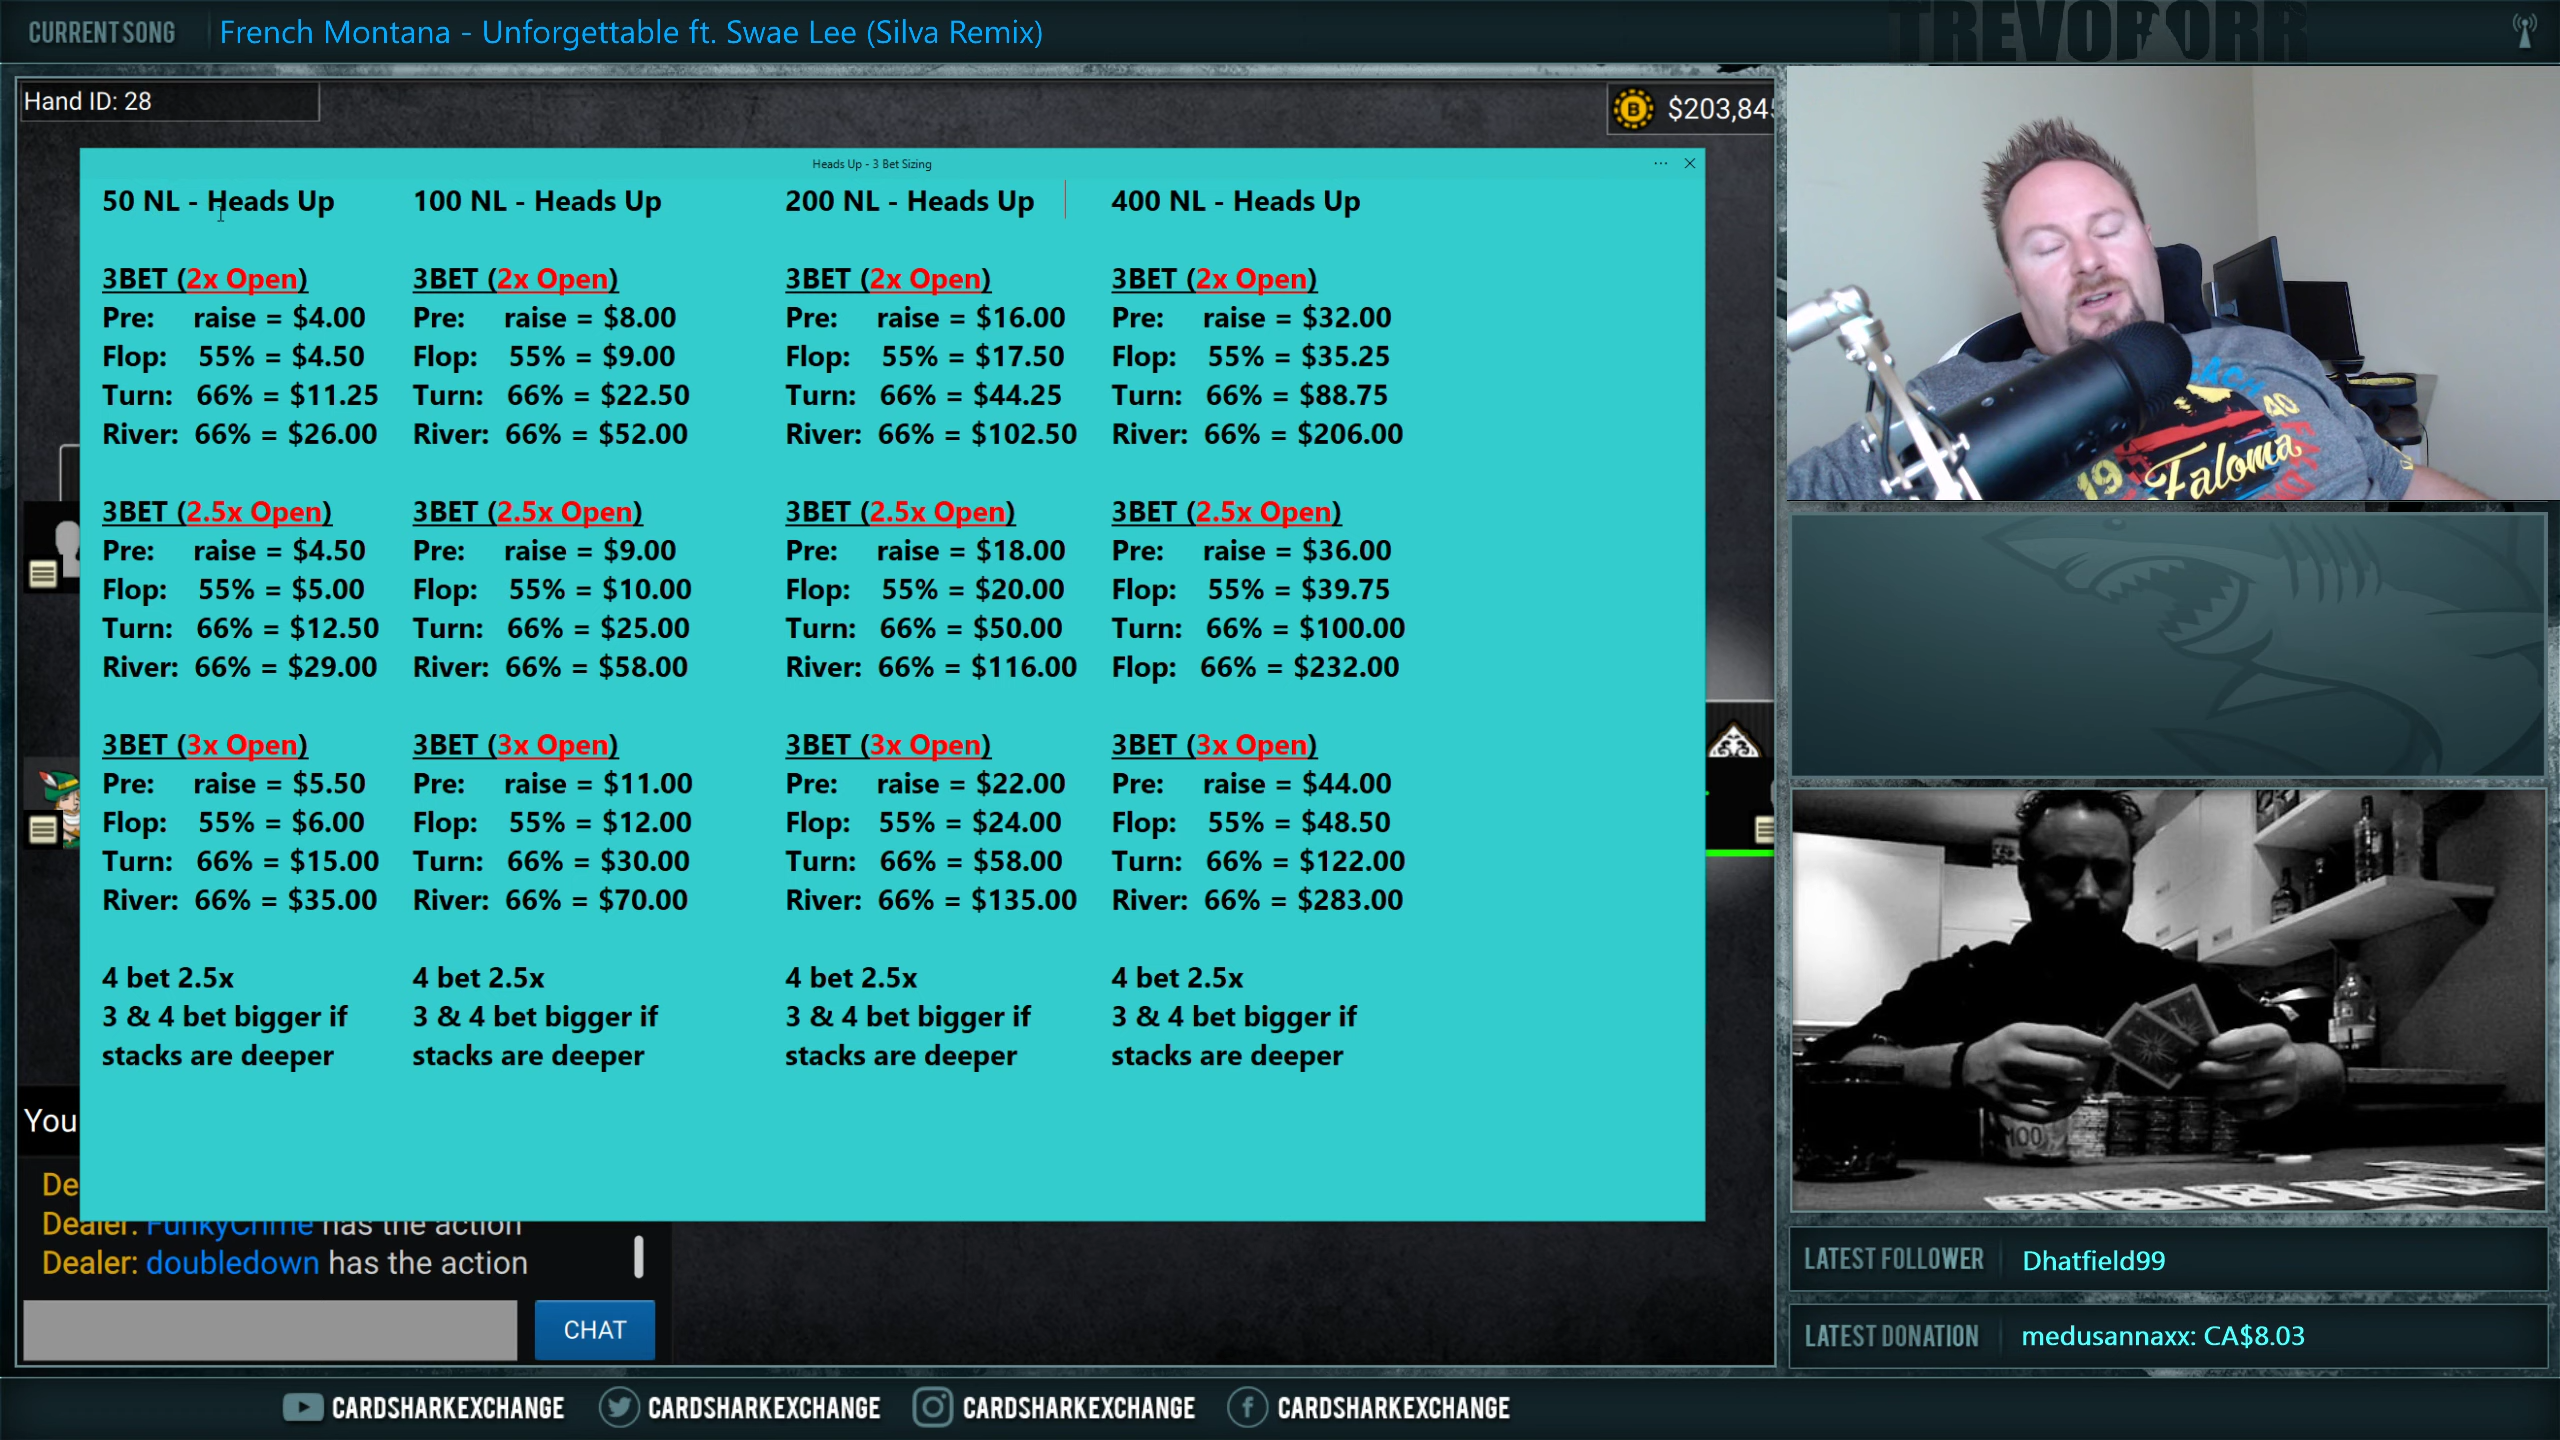 CURRENT SONG
French Montana - Unforgettable ft. Swae Lee (Silva Remix)
TREVOR ORR
Hand ID: 28
$203,845
Heads Up - 3 Bet Sizing
50 NL - Heads Up
3BET (2x Open)
Pre: raise = $4.00
Flop: 55% = $4.50
Turn: 66% = $11.25
River: 66% = $26.00
3BET (2.5x Open)
Pre: raise = $4.50
Flop: 55% = $5.00
Turn: 66% = $12.50
River: 66% = $29.00
3BET (3x Open)
Pre: raise = $5.50
Flop: 55% = $6.00
Turn: 66% = $15.00
River: 66% = $35.00
4 bet 2.5x
3 & 4 bet bigger if
stacks are deeper
100 NL - Heads Up
3BET (2x Open)
Pre: raise = $8.00
Flop: 55% = $9.00
Turn: 66% = $22.50
River: 66% = $52.00
3BET (2.5x Open)
Pre: raise = $9.00
Flop: 55% = $10.00
Turn: 66% = $25.00
River: 66% = $58.00
3BET (3x Open)
Pre: raise = $11.00
Flop: 55% = $12.00
Turn: 66% = $30.00
River: 66% = $70.00
4 bet 2.5x
3 & 4 bet bigger if
stacks are deeper
200 NL - Heads Up
3BET (2x Open)
Pre: raise = $16.00
Flop: 55% = $17.50
Turn: 66% = $44.25
River: 66% = $102.50
3BET (2.5x Open)
Pre: raise = $18.00
Flop: 55% = $20.00
Turn: 66% = $50.00
River: 66% = $116.00
3BET (3x Open)
Pre: raise = $22.00
Flop: 55% = $24.00
Turn: 66% = $58.00
River: 66% = $135.00
4 bet 2.5x
3 & 4 bet bigger if
stacks are deeper
400 NL - Heads Up
3BET (2x Open)
Pre: raise = $32.00
Flop: 55% = $35.25
Turn: 66% = $88.75
River: 66% = $206.00
3BET (2.5x Open)
Pre: raise = $36.00
Flop: 55% = $39.75
Turn: 66% = $100.00
Flop: 66% = $232.00
3BET (3x Open)
Pre: raise = $44.00
Flop: 55% = $48.50
Turn: 66% = $122.00
River: 66% = $283.00
4 bet 2.5x
3 & 4 bet bigger if
stacks are deeper
You
De
Dealer: FunkyCrime has the action
Dealer: doubledown has the action
CHAT
19 40
Faloma
100
LATEST FOLLOWER Dhatfield99
LATEST DONATION medusannaxx: CA$8.03
CARDSHARKEXCHANGE CARDSHARKEXCHANGE CARDSHARKEXCHANGE CARDSHARKEXCHANGE